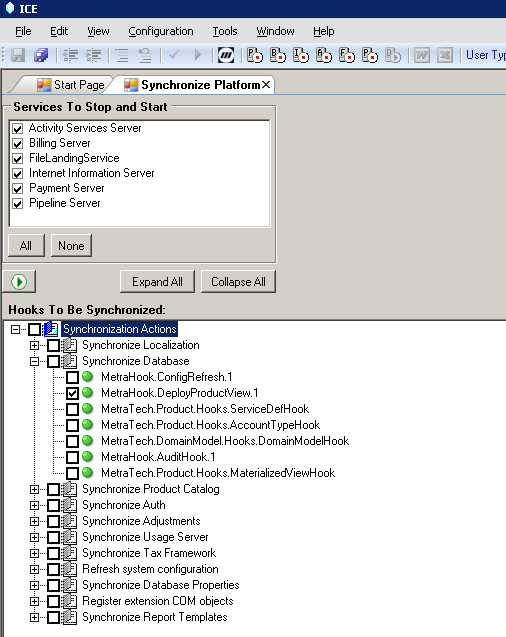 ICE
File Edit View Configuration Tools Window Help
User Typ
Start Page Synchronize Platform
Services To Stop and Start
Activity Services Server
Billing Server
FileLandingService
Internet Information Server
Payment Server
Pipeline Server
All None
Expand All Collapse All
Hooks To Be Synchronized:
Synchronization Actions
Synchronize Localization
Synchronize Database
MetraHook.ConfigRefresh.1
MetraHook.DeployProductView.1
MetraTech.Product.Hooks.ServiceDefHook
MetraTech.Product.Hooks.AccountTypeHook
MetraTech.DomainModel.Hooks.DomainModelHook
MetraHook.AuditHook.1
MetraTech.Product.Hooks.MaterializedViewHook
Synchronize Product Catalog
Synchronize Auth
Synchronize Adjustments
Synchronize Usage Server
Synchronize Tax Framework
Refresh system configuration
Synchronize Database Properties
Register extension COM objects
Synchronize Report Templates